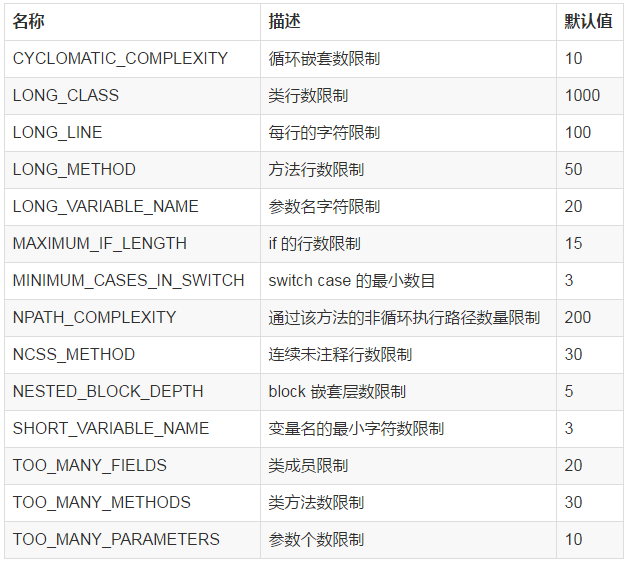 名称 描述 默认值
CYCLOMATIC_COMPLEXITY 循环嵌套数限制 10
LONG_CLASS 类行数限制 1000
LONG_LINE 每行的字符限制 100
LONG_METHOD 方法行数限制 50
LONG_VARIABLE_NAME 参数名字符限制 20
MAXIMUM_IF_LENGTH if 的行数限制 15
MINIMUM_CASES_IN_SWITCH switch case 的最小数目 3
NPATH_COMPLEXITY 通过该方法的非循环执行路径数量限制 200
NCSS_METHOD 连续未注释行数限制 30
NESTED_BLOCK_DEPTH block 嵌套层数限制 5
SHORT_VARIABLE_NAME 变量名的最小字符数限制 3
TOO_MANY_FIELDS 类成员限制 20
TOO_MANY_METHODS 类方法数限制 30
TOO_MANY_PARAMETERS 参数个数限制 10